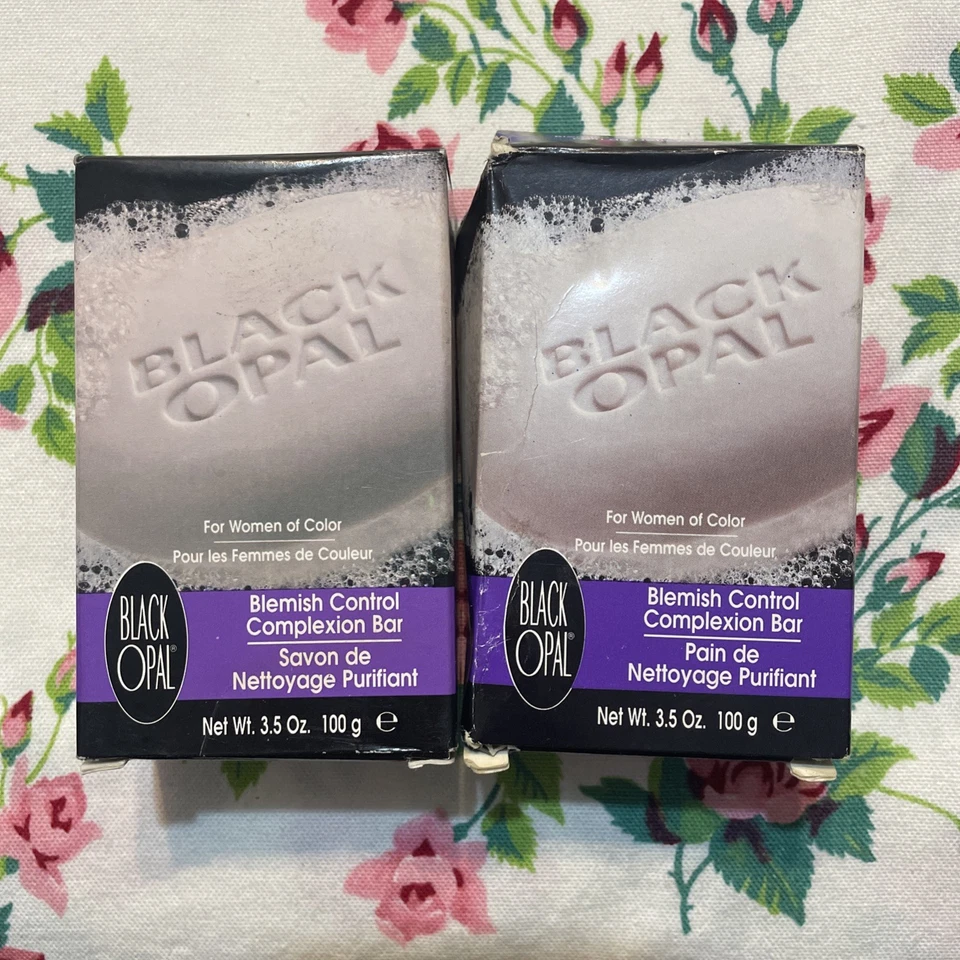 BLACK
OPAL
For Women of Color
Pour les Femmes de Couleur
BLACK
OPAL®
Blemish Control
Complexion Bar
Savon de
Nettoyage Purifiant
Net Wt. 3.5 Oz. 100 g ℮
BLACK
OPAL
For Women of Color
Pour les Femmes de Couleur
BLACK
OPAL®
Blemish Control
Complexion Bar
Pain de
Nettoyage Purifiant
Net Wt. 3.5 Oz. 100 g ℮